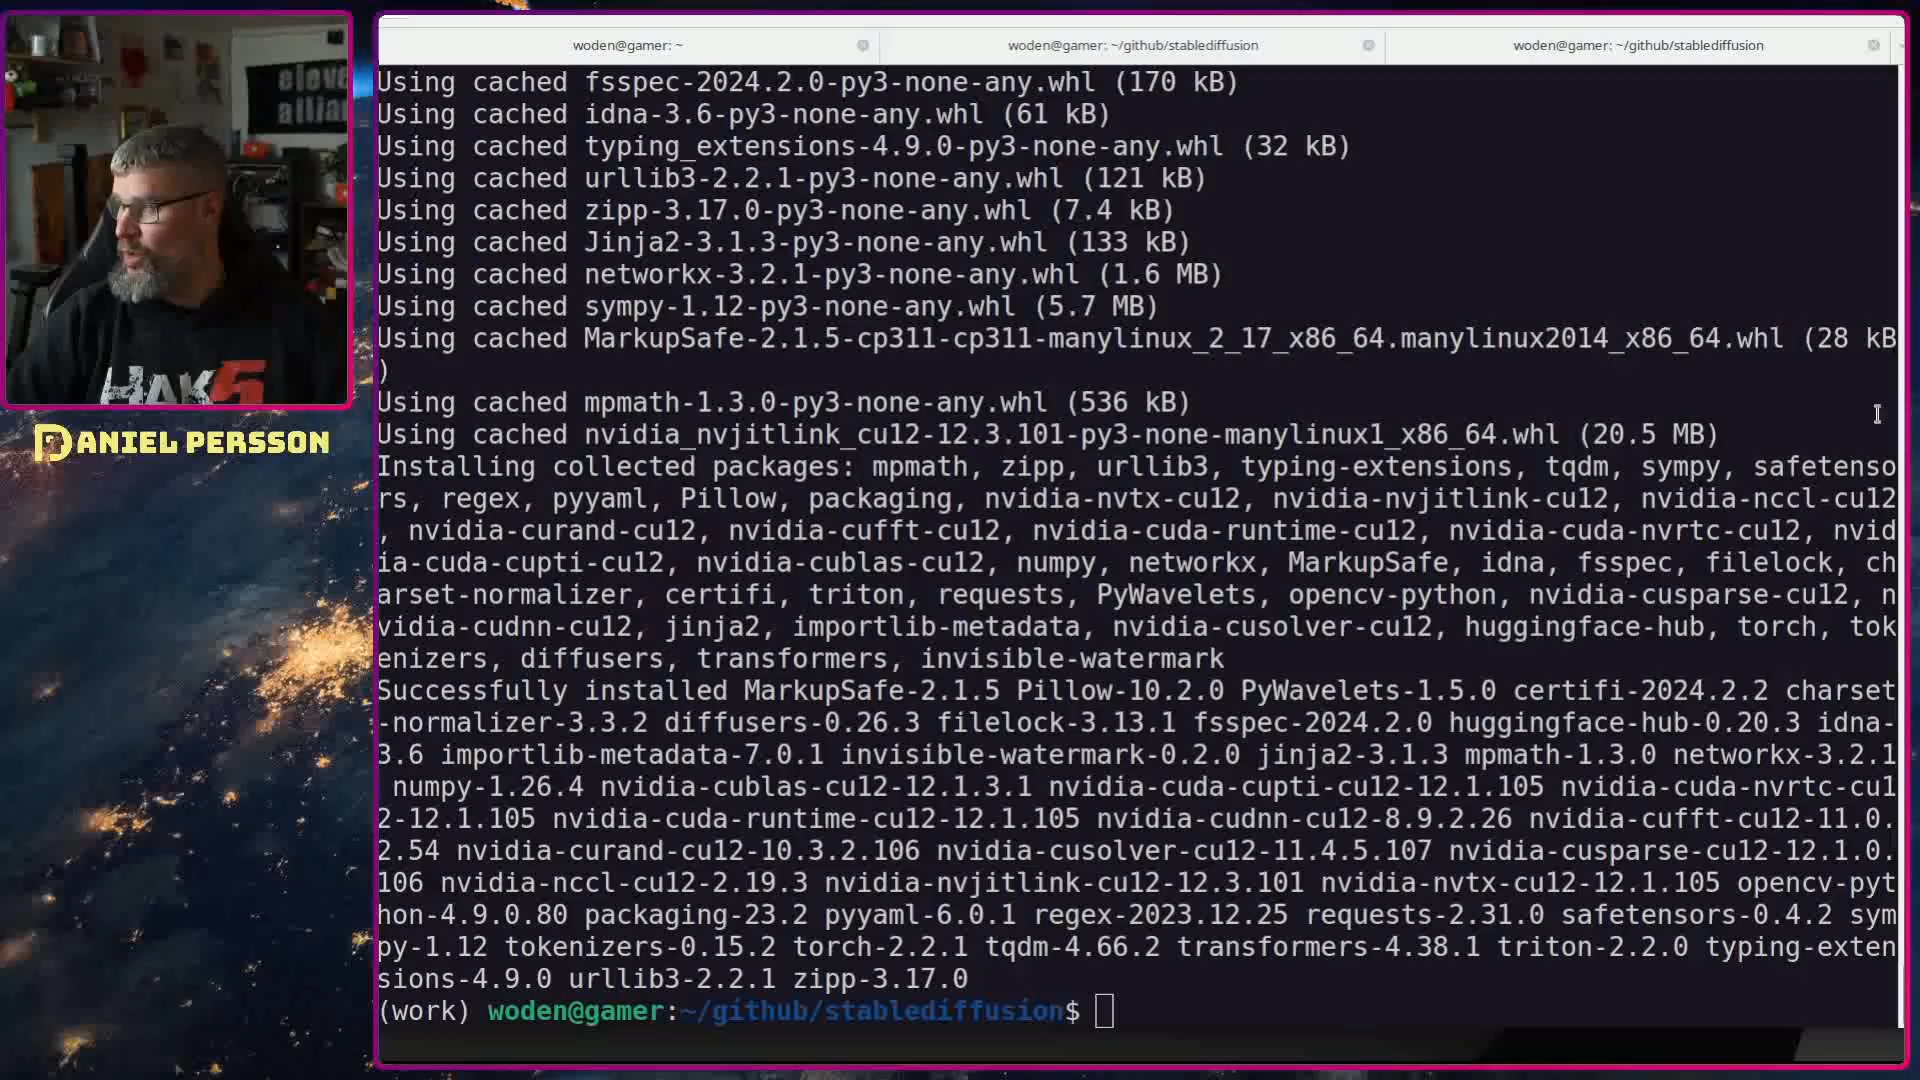 woden@gamer: ~
woden@gamer: ~/github/stablediffusion
woden@gamer: ~/github/stablediffusion
Using cached fsspec-2024.2.0-py3-none-any.whl (170 kB)
Using cached idna-3.6-py3-none-any.whl (61 kB)
Using cached typing_extensions-4.9.0-py3-none-any.whl (32 kB)
Using cached urllib3-2.2.1-py3-none-any.whl (121 kB)
Using cached zipp-3.17.0-py3-none-any.whl (7.4 kB)
Using cached Jinja2-3.1.3-py3-none-any.whl (133 kB)
Using cached networkx-3.2.1-py3-none-any.whl (1.6 MB)
Using cached sympy-1.12-py3-none-any.whl (5.7 MB)
Using cached MarkupSafe-2.1.5-cp311-cp311-manylinux_2_17_x86_64.manylinux2014_x86_64.whl (28 kB
)
Using cached mpmath-1.3.0-py3-none-any.whl (536 kB)
Using cached nvidia_nvjitlink_cu12-12.3.101-py3-none-manylinux1_x86_64.whl (20.5 MB)
Installing collected packages: mpmath, zipp, urllib3, typing-extensions, tqdm, sympy, safetenso
rs, regex, pyyaml, Pillow, packaging, nvidia-nvtx-cu12, nvidia-nvjitlink-cu12, nvidia-nccl-cu12
, nvidia-curand-cu12, nvidia-cufft-cu12, nvidia-cuda-runtime-cu12, nvidia-cuda-nvrtc-cu12, nvid
ia-cuda-cupti-cu12, nvidia-cublas-cu12, numpy, networkx, MarkupSafe, idna, fsspec, filelock, ch
arset-normalizer, certifi, triton, requests, PyWavelets, opencv-python, nvidia-cusparse-cu12, n
vidia-cudnn-cu12, jinja2, importlib-metadata, nvidia-cusolver-cu12, huggingface-hub, torch, tok
enizers, diffusers, transformers, invisible-watermark
Successfully installed MarkupSafe-2.1.5 Pillow-10.2.0 PyWavelets-1.5.0 certifi-2024.2.2 charset
-normalizer-3.3.2 diffusers-0.26.3 filelock-3.13.1 fsspec-2024.2.0 huggingface-hub-0.20.3 idna-
3.6 importlib-metadata-7.0.1 invisible-watermark-0.2.0 jinja2-3.1.3 mpmath-1.3.0 networkx-3.2.1
numpy-1.26.4 nvidia-cublas-cu12-12.1.3.1 nvidia-cuda-cupti-cu12-12.1.105 nvidia-cuda-nvrtc-cu1
2-12.1.105 nvidia-cuda-runtime-cu12-12.1.105 nvidia-cudnn-cu12-8.9.2.26 nvidia-cufft-cu12-11.0.
2.54 nvidia-curand-cu12-10.3.2.106 nvidia-cusolver-cu12-11.4.5.107 nvidia-cusparse-cu12-12.1.0.
106 nvidia-nccl-cu12-2.19.3 nvidia-nvjitlink-cu12-12.3.101 nvidia-nvtx-cu12-12.1.105 opencv-pyt
hon-4.9.0.80 packaging-23.2 pyyaml-6.0.1 regex-2023.12.25 requests-2.31.0 safetensors-0.4.2 sym
py-1.12 tokenizers-0.15.2 torch-2.2.1 tqdm-4.66.2 transformers-4.38.1 triton-2.2.0 typing-exten
sions-4.9.0 urllib3-2.2.1 zipp-3.17.0
(work) woden@gamer:~/github/stablediffusion$
eleve
allian
HAK5
DANIEL PERSSON